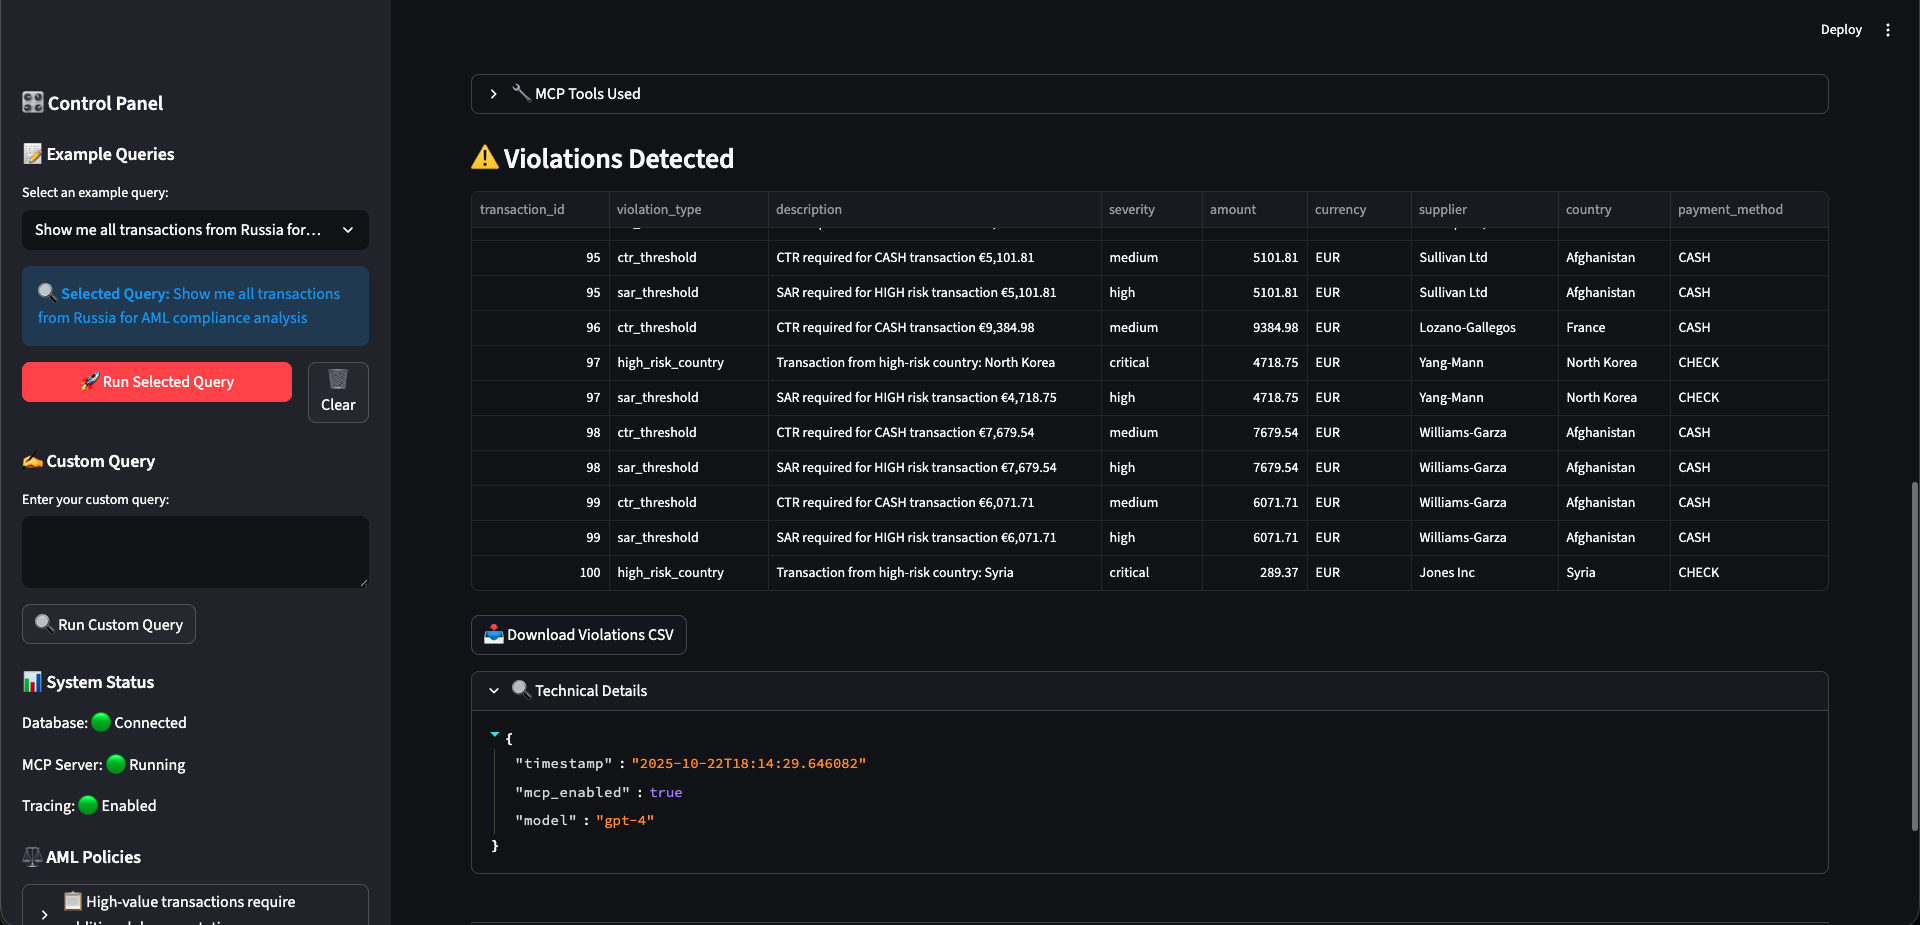 Deploy
Control Panel
Example Queries
Select an example query:
Show me all transactions from Russia for...
Selected Query: Show me all transactions
from Russia for AML compliance analysis
Run Selected Query
Clear
Custom Query
Enter your custom query:
Run Custom Query
System Status
Database: Connected
MCP Server: Running
Tracing: Enabled
AML Policies
High-value transactions require
MCP Tools Used
Violations Detected
transaction_id violation_type description severity amount currency supplier country payment_method
95 ctr_threshold CTR required for CASH transaction €5,101.81 medium 5101.81 EUR Sullivan Ltd Afghanistan CASH
95 sar_threshold SAR required for HIGH risk transaction €5,101.81 high 5101.81 EUR Sullivan Ltd Afghanistan CASH
96 ctr_threshold CTR required for CASH transaction €9,384.98 medium 9384.98 EUR Lozano-Gallegos France CASH
97 high_risk_country Transaction from high-risk country: North Korea critical 4718.75 EUR Yang-Mann North Korea CHECK
97 sar_threshold SAR required for HIGH risk transaction €4,718.75 high 4718.75 EUR Yang-Mann North Korea CHECK
98 ctr_threshold CTR required for CASH transaction €7,679.54 medium 7679.54 EUR Williams-Garza Afghanistan CASH
98 sar_threshold SAR required for HIGH risk transaction €7,679.54 high 7679.54 EUR Williams-Garza Afghanistan CASH
99 ctr_threshold CTR required for CASH transaction €6,071.71 medium 6071.71 EUR Williams-Garza Afghanistan CASH
99 sar_threshold SAR required for HIGH risk transaction €6,071.71 high 6071.71 EUR Williams-Garza Afghanistan CASH
100 high_risk_country Transaction from high-risk country: Syria critical 289.37 EUR Jones Inc Syria CHECK
Download Violations CSV
Technical Details
{
"timestamp" : "2025-10-22T18:14:29.646082"
"mcp_enabled" : true
"model" : "gpt-4"
}